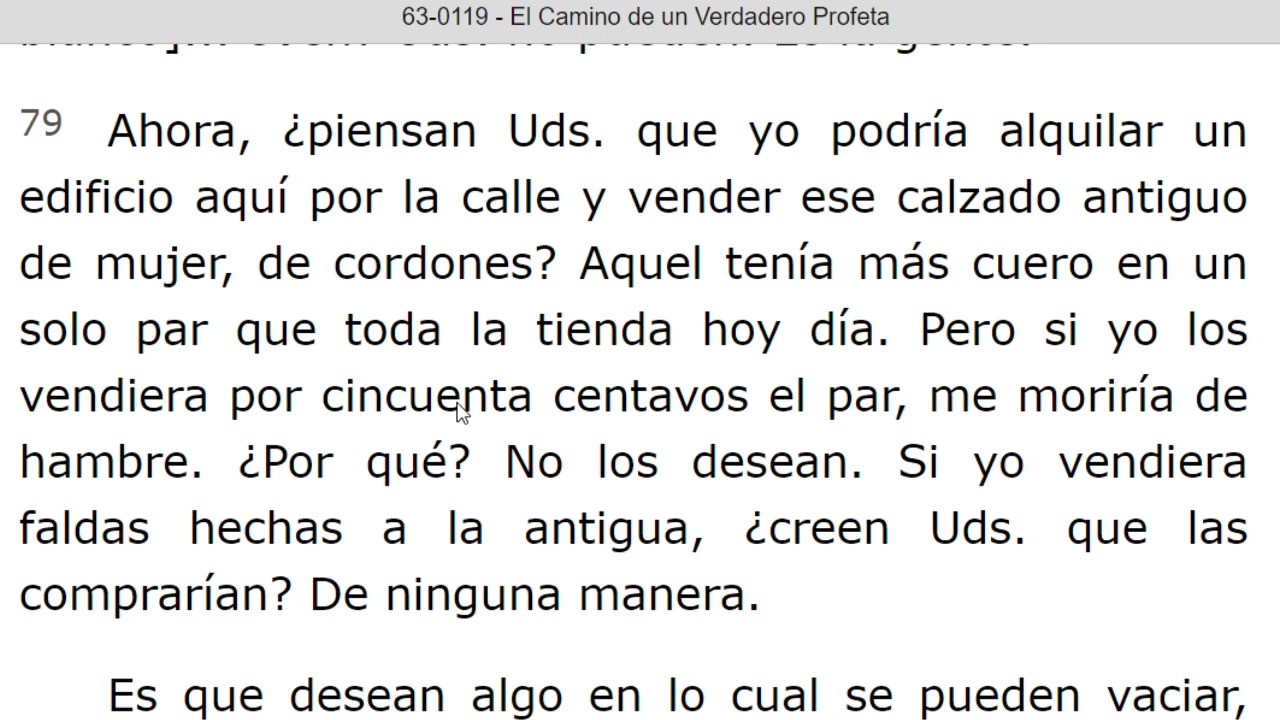 63-0119 - El Camino de un Verdadero Profeta
79 Ahora, ¿piensan Uds. que yo podría alquilar un
edificio aquí por la calle y vender ese calzado antiguo
de mujer, de cordones? Aquel tenía más cuero en un
solo par que toda la tienda hoy día. Pero si yo los
vendiera por cincuenta centavos el par, me moriría de
hambre. ¿Por qué? No los desean. Si yo vendiera
faldas hechas a la antigua, ¿creen Uds. que las
comprarían? De ninguna manera.
Es que desean algo en lo cual se pueden vaciar,